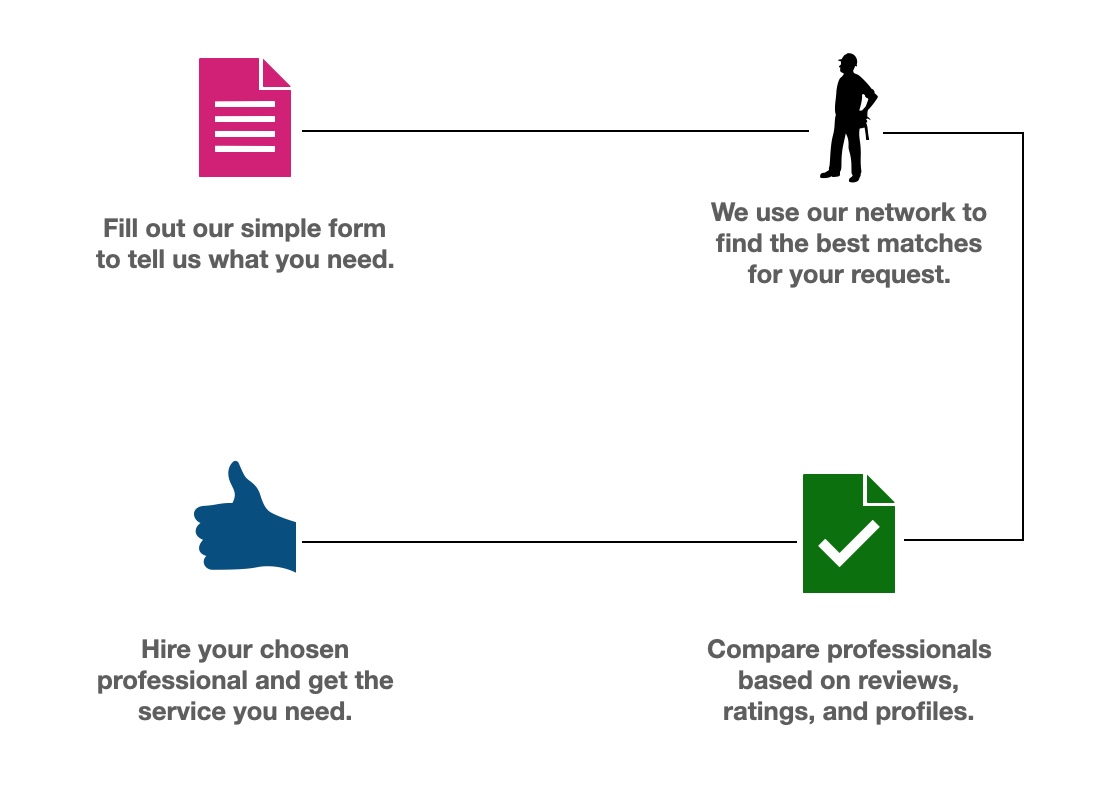 Fill out our simple form
to tell us what you need.
We use our network to
find the best matches
for your request.
Compare professionals
based on reviews,
ratings, and profiles.
Hire your chosen
professional and get the
service you need.